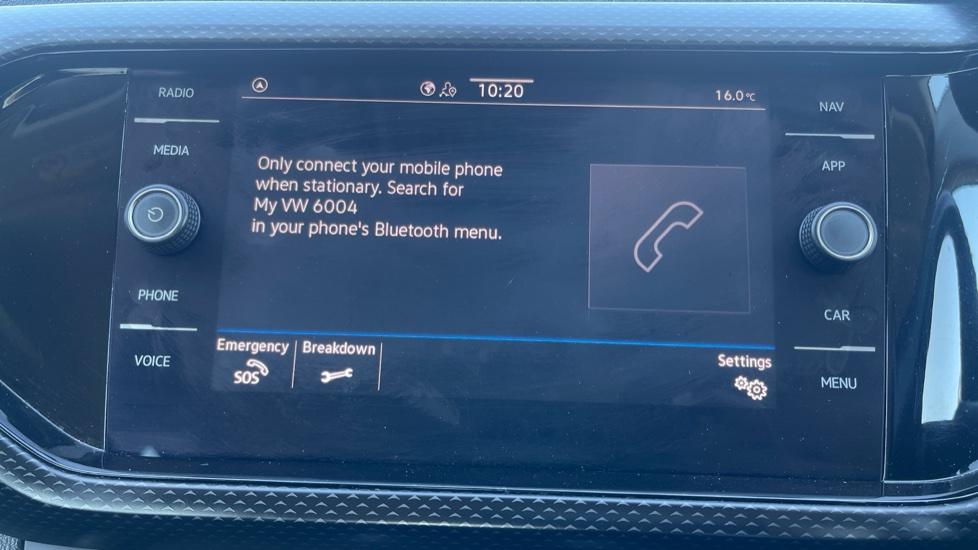 RADIO
MEDIA
PHONE
VOICE
10:20
16.0°C
Only connect your mobile phone
when stationary. Search for
My VW 6004
in your phone's Bluetooth menu.
Emergency
SOS
Breakdown
Settings
NAV
APP
CAR
MENU